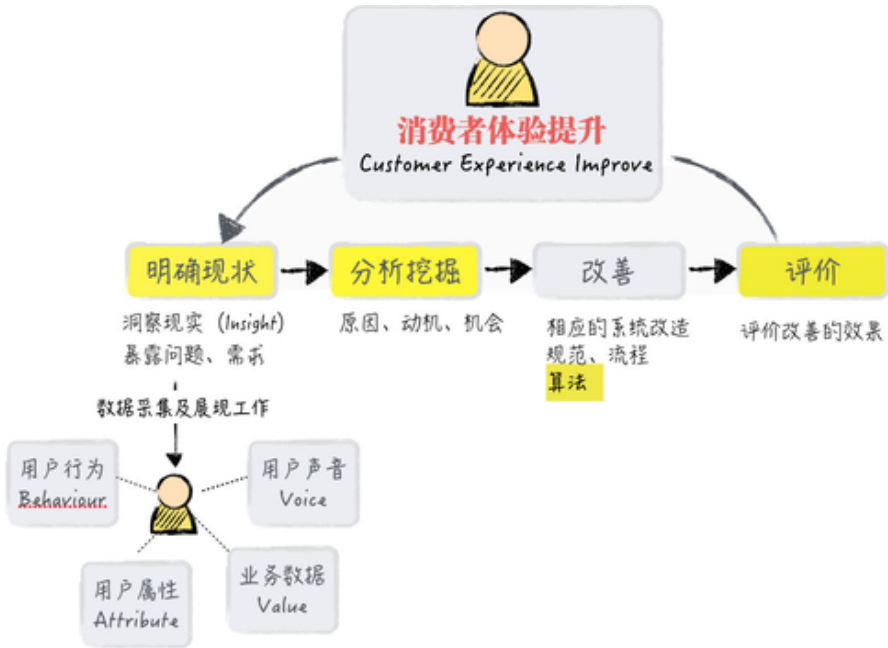 消费者体验提升
Customer Experience Improve
明确现状
分析挖掘
改善
评价
洞察现实 (Insight)
暴露问题、需求
原因、动机、机会
相应的系统改造
规范、流程
算法
评价改善的效果
数据采集及展现工作
用户行为
Behaviour
用户声音
Voice
用户属性
Attribute
业务数据
Value